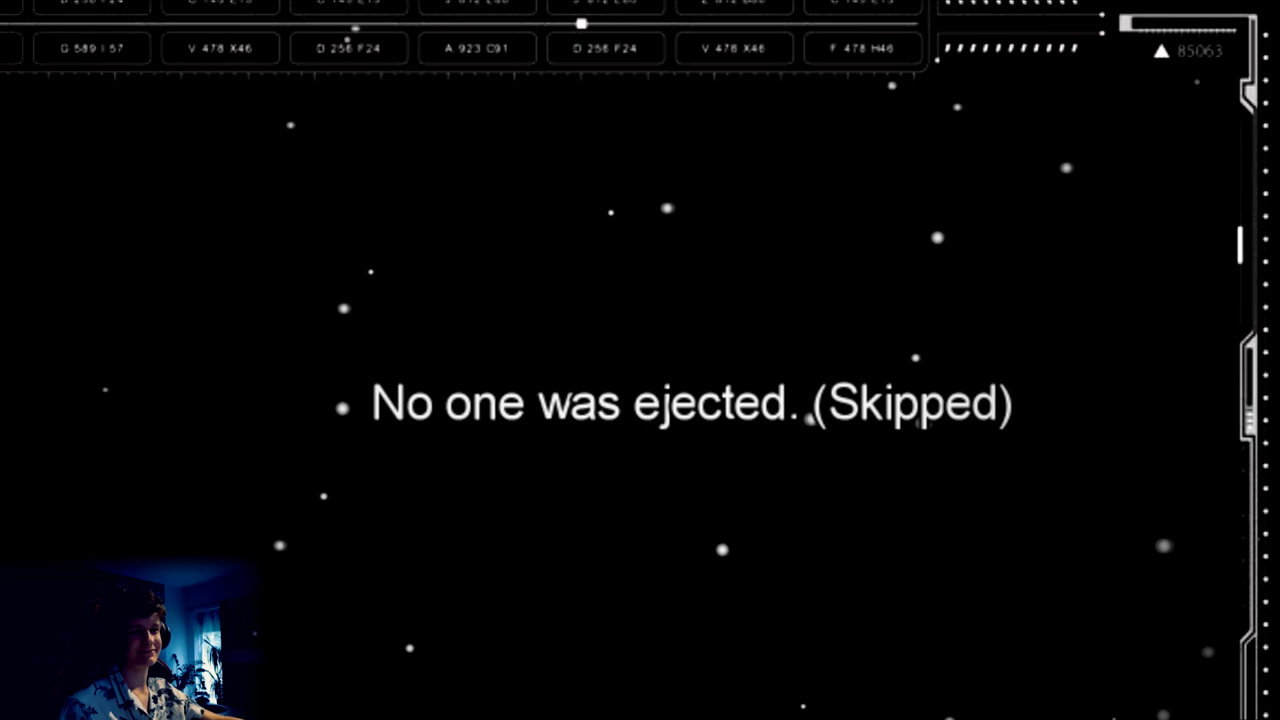 G 589 I 57 V 478 X46 D 256 F24 A 923 C91 D 256 F24 V 478 X46 F 478 H46
85063
No one was ejected. (Skipped)